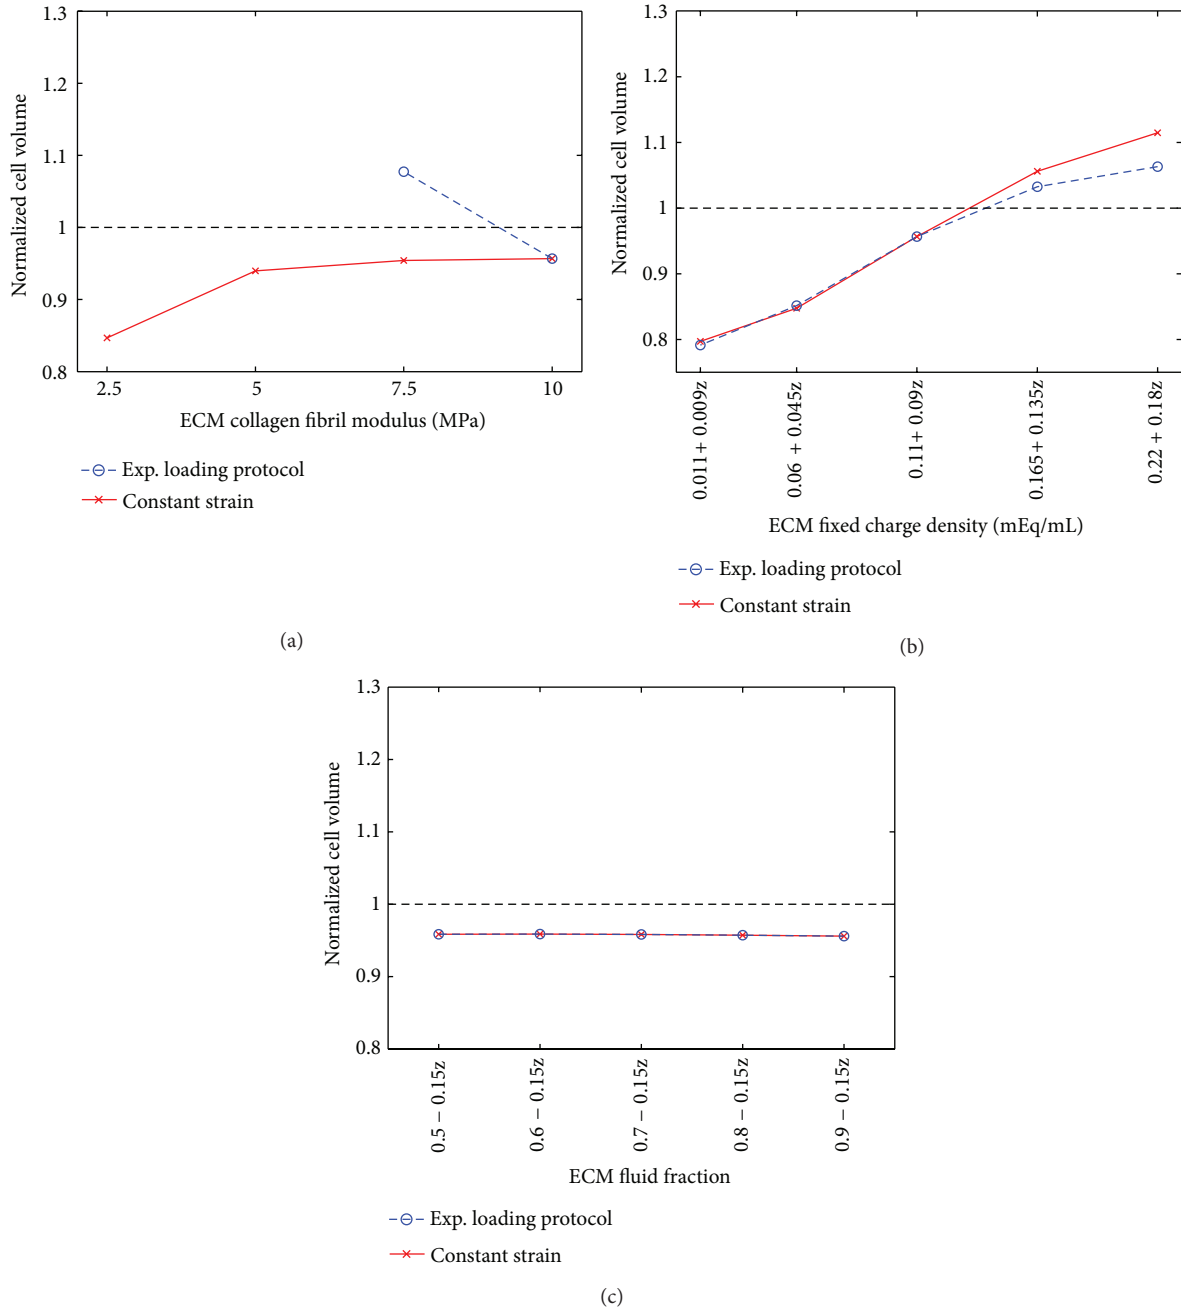 1.3
1.2
1.1
1
0.9
0.8
Normalized cell volume
2.5 5 7.5 10
ECM collagen fibril modulus (MPa)
Exp. loading protocol
Constant strain
(a)
1.3
1.2
1.1
1
0.9
0.8
Normalized cell volume
0.011+ 0.009z
0.06 + 0.045z
0.11+ 0.09z
0.165+ 0.135z
0.22 + 0.18z
ECM fixed charge density (mEq/mL)
Exp. loading protocol
Constant strain
(b)
1.3
1.2
1.1
1
0.9
0.8
Normalized cell volume
0.5 − 0.15z
0.6 − 0.15z
0.7 − 0.15z
0.8 − 0.15z
0.9 − 0.15z
ECM fluid fraction
Exp. loading protocol
Constant strain
(c)